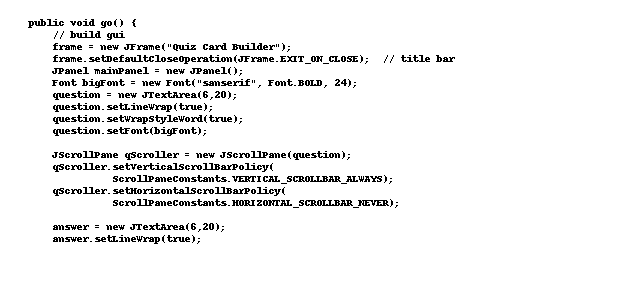 public void go() {
    // build gui
    frame = new JFrame("Quiz Card Builder");
    frame.setDefaultCloseOperation(JFrame.EXIT_ON_CLOSE);  // title bar
    JPanel mainPanel = new JPanel();
    Font bigFont = new Font("sanserif", Font.BOLD, 24);
    question = new JTextArea(6,20);
    question.setLineWrap(true);
    question.setWrapStyleWord(true);
    question.setFont(bigFont);

    JScrollPane qScroller = new JScrollPane(question);
    qScroller.setVerticalScrollBarPolicy(
              ScrollPaneConstants.VERTICAL_SCROLLBAR_ALWAYS);
    qScroller.setHorizontalScrollBarPolicy(
              ScrollPaneConstants.HORIZONTAL_SCROLLBAR_NEVER);

    answer = new JTextArea(6,20);
    answer.setLineWrap(true);